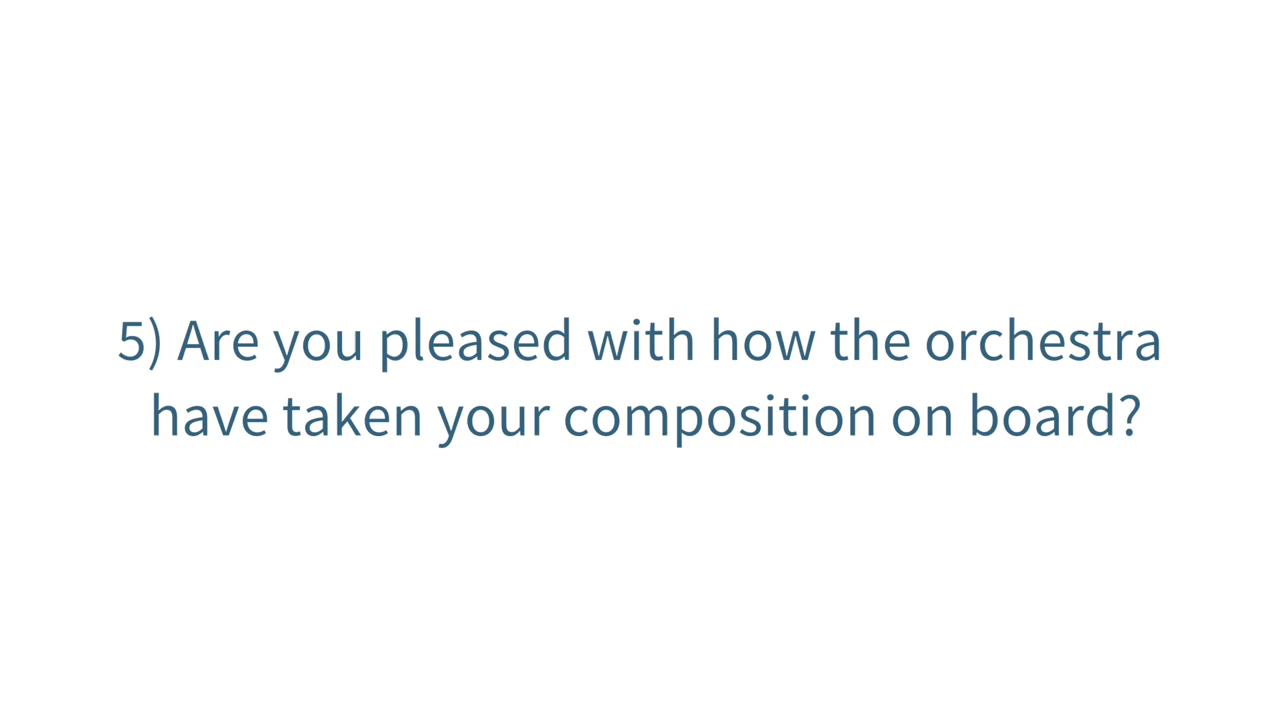 5) Are you pleased with how the orchestra
have taken your composition on board?